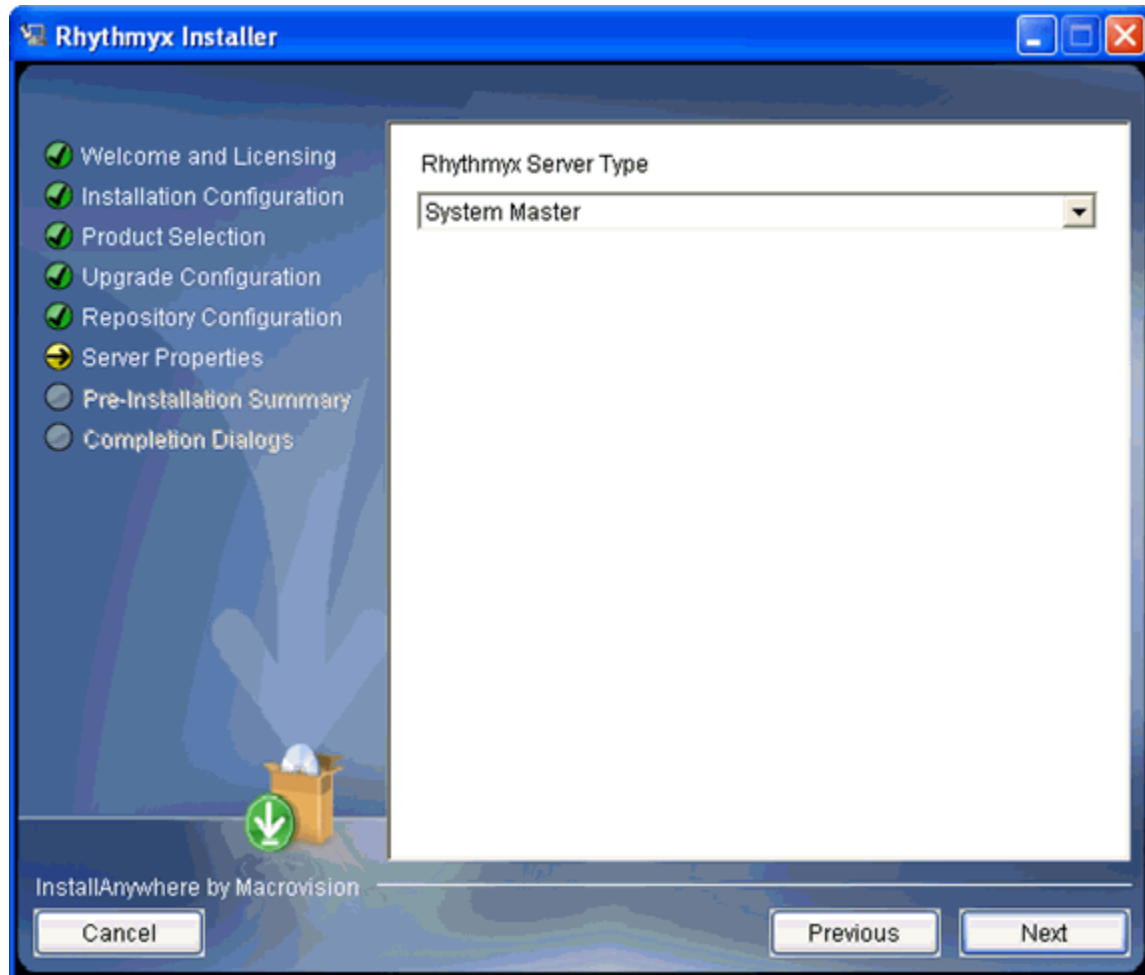 Rhythmyx Installer
Welcome and Licensing
Installation Configuration
Product Selection
Upgrade Configuration
Repository Configuration
Server Properties
Pre-Installation Summary
Completion Dialogs
Rhythmyx Server Type
System Master
InstallAnywhere by Macrovision
Cancel
Previous
Next